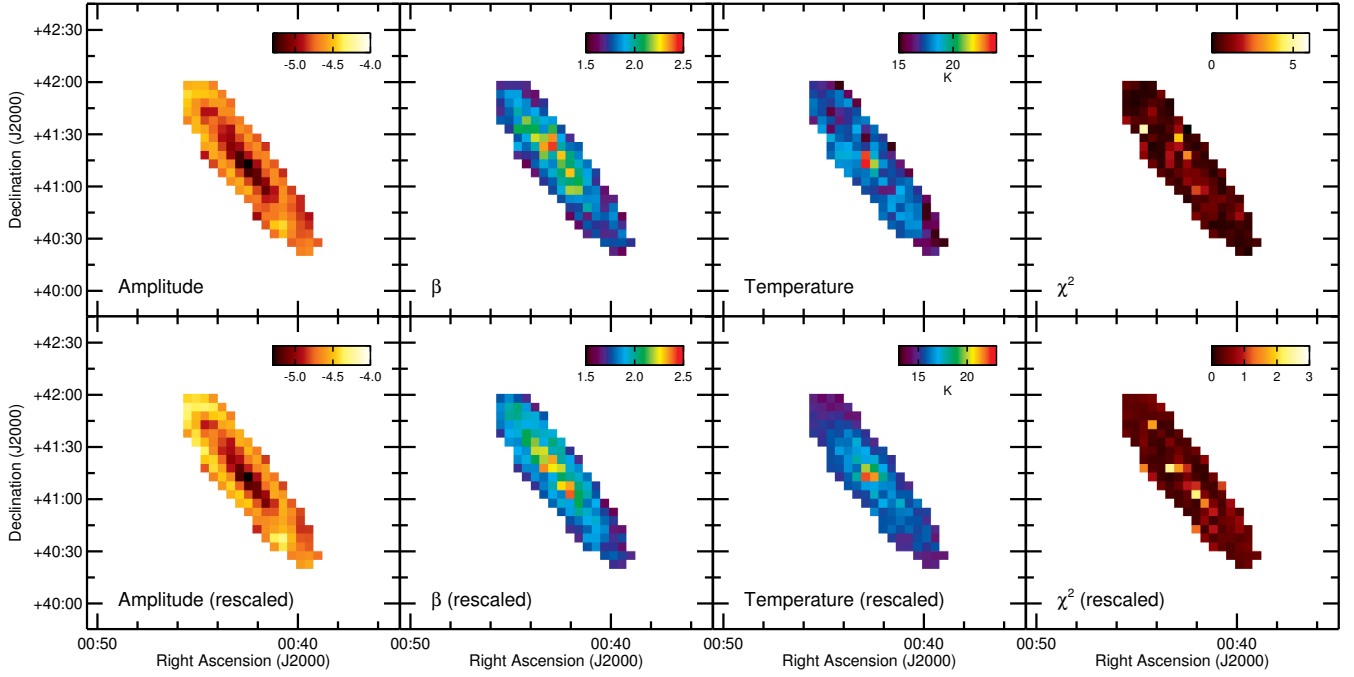 +42:30
-5.0 -4.5 -4.0
1.5 2.0 2.5
15 20
K
0 5
+42:00
+41:30
+41:00
+40:30
+40:00
Declination (J2000)
Amplitude
β
Temperature
χ²
+42:30
-5.0 -4.5 -4.0
1.5 2.0 2.5
15 20
K
0 1 2 3
+42:00
+41:30
+41:00
+40:30
+40:00
Declination (J2000)
Amplitude (rescaled)
β (rescaled)
Temperature (rescaled)
χ² (rescaled)
00:50 00:40 00:50 00:40 00:50 00:40 00:50 00:40
Right Ascension (J2000) Right Ascension (J2000) Right Ascension (J2000) Right Ascension (J2000)